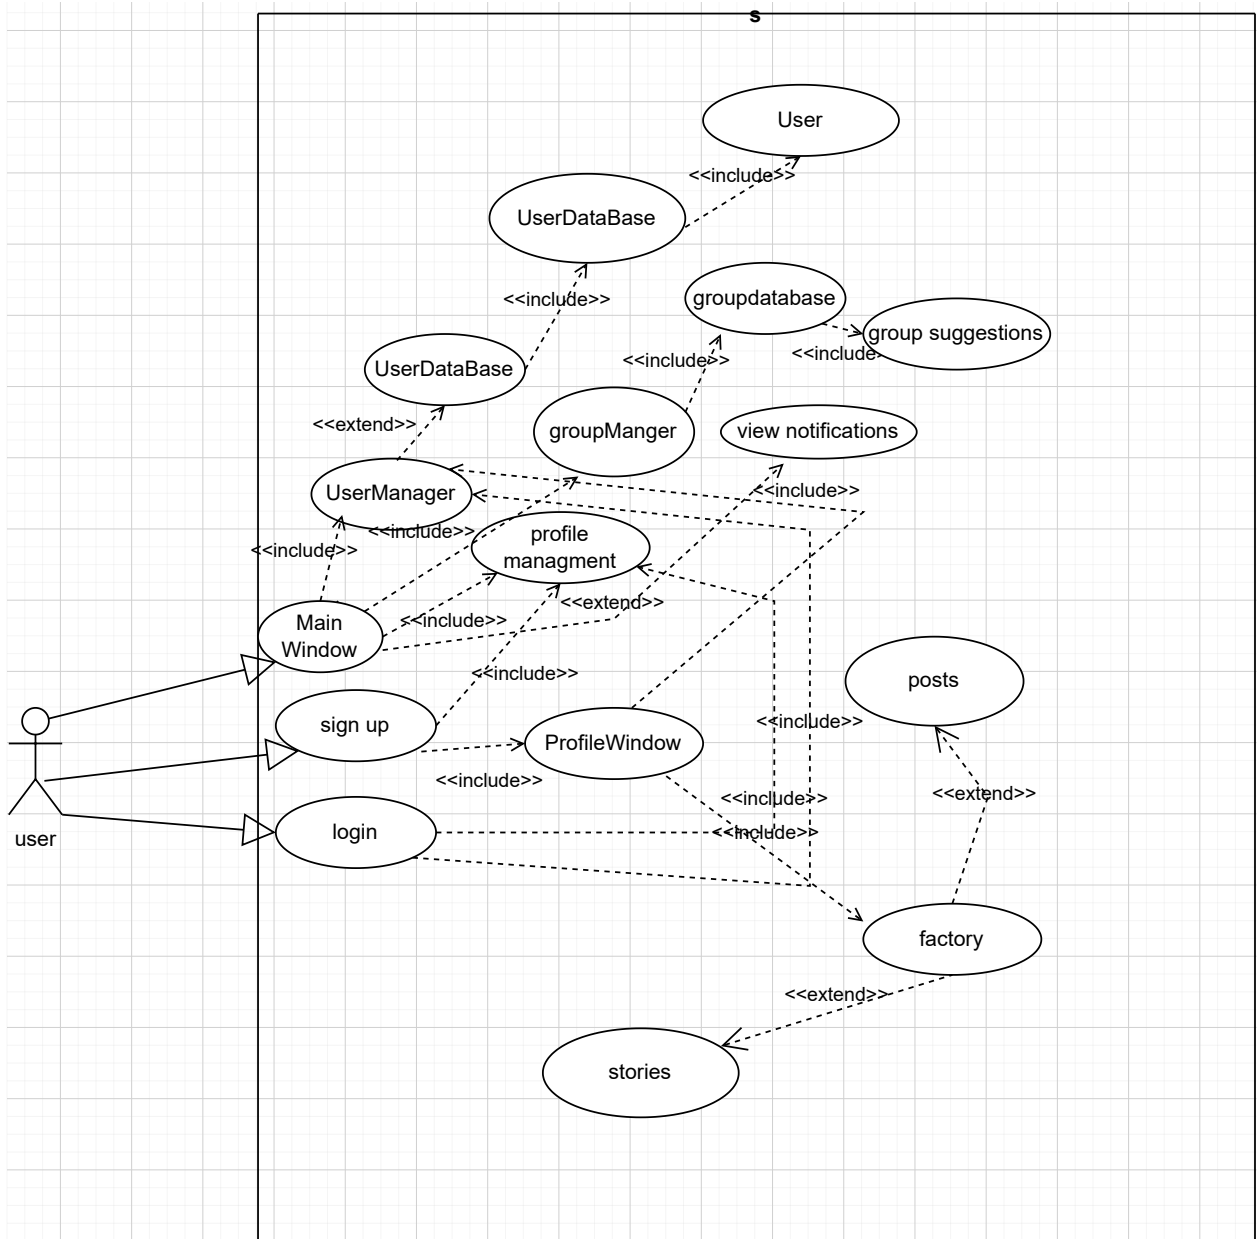 s
User
<<include>>
UserDataBase
<<include>>
groupdatabase
group suggestions
<<include
<<include>>
UserDataBase
<<extend>>
groupManger
view notifications
UserManager
<<include>>
<<include>>
<<include>>
profile
managment
<<extend>>
<<include>>
Main
Window
<<include>>
posts
sign up
<<include>>
ProfileWindow
<<include>>
<<extend>>
<<include>>
<<include>>
login
user
factory
<<extend>>
stories